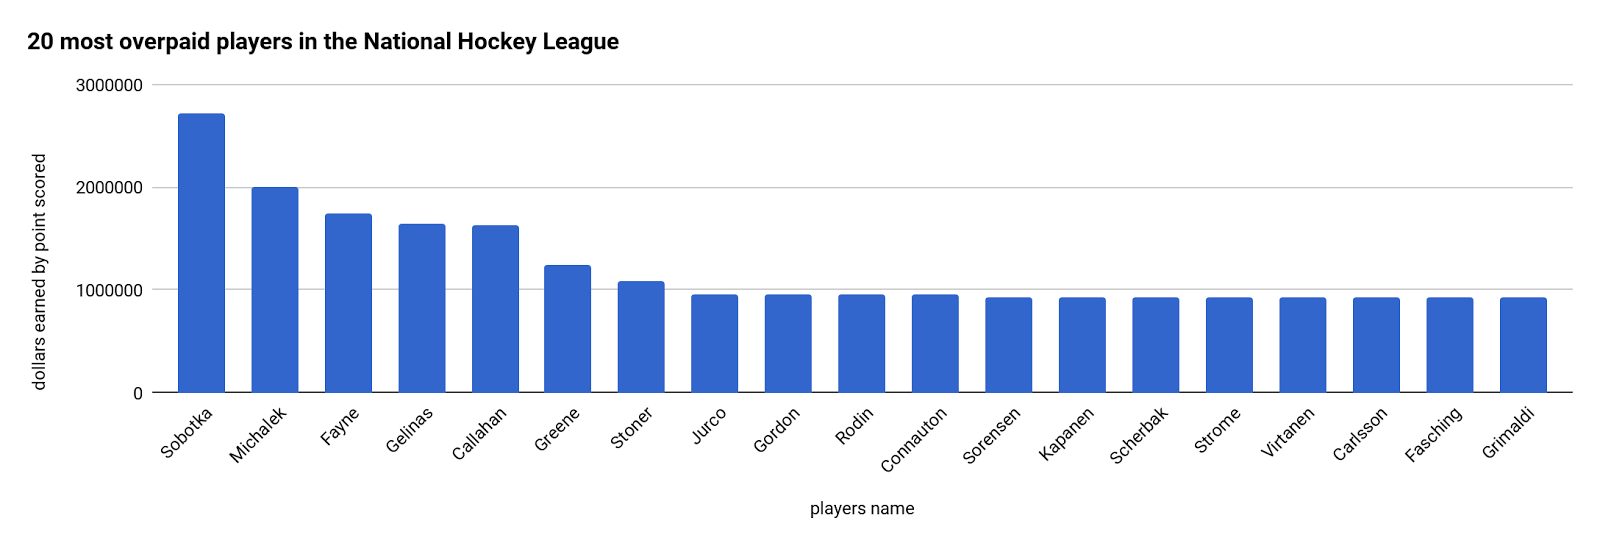 20 most overpaid players in the National Hockey League
dollars earned by point scored
3000000
2000000
1000000
0
Sobotka
Michalek
Fayne
Gelinas
Callahan
Greene
Stoner
Jurco
Gordon
Rodin
Connauton
Sorensen
Kapanen
Scherbak
Strome
Virtanen
Carlsson
Fasching
Grimaldi
players name